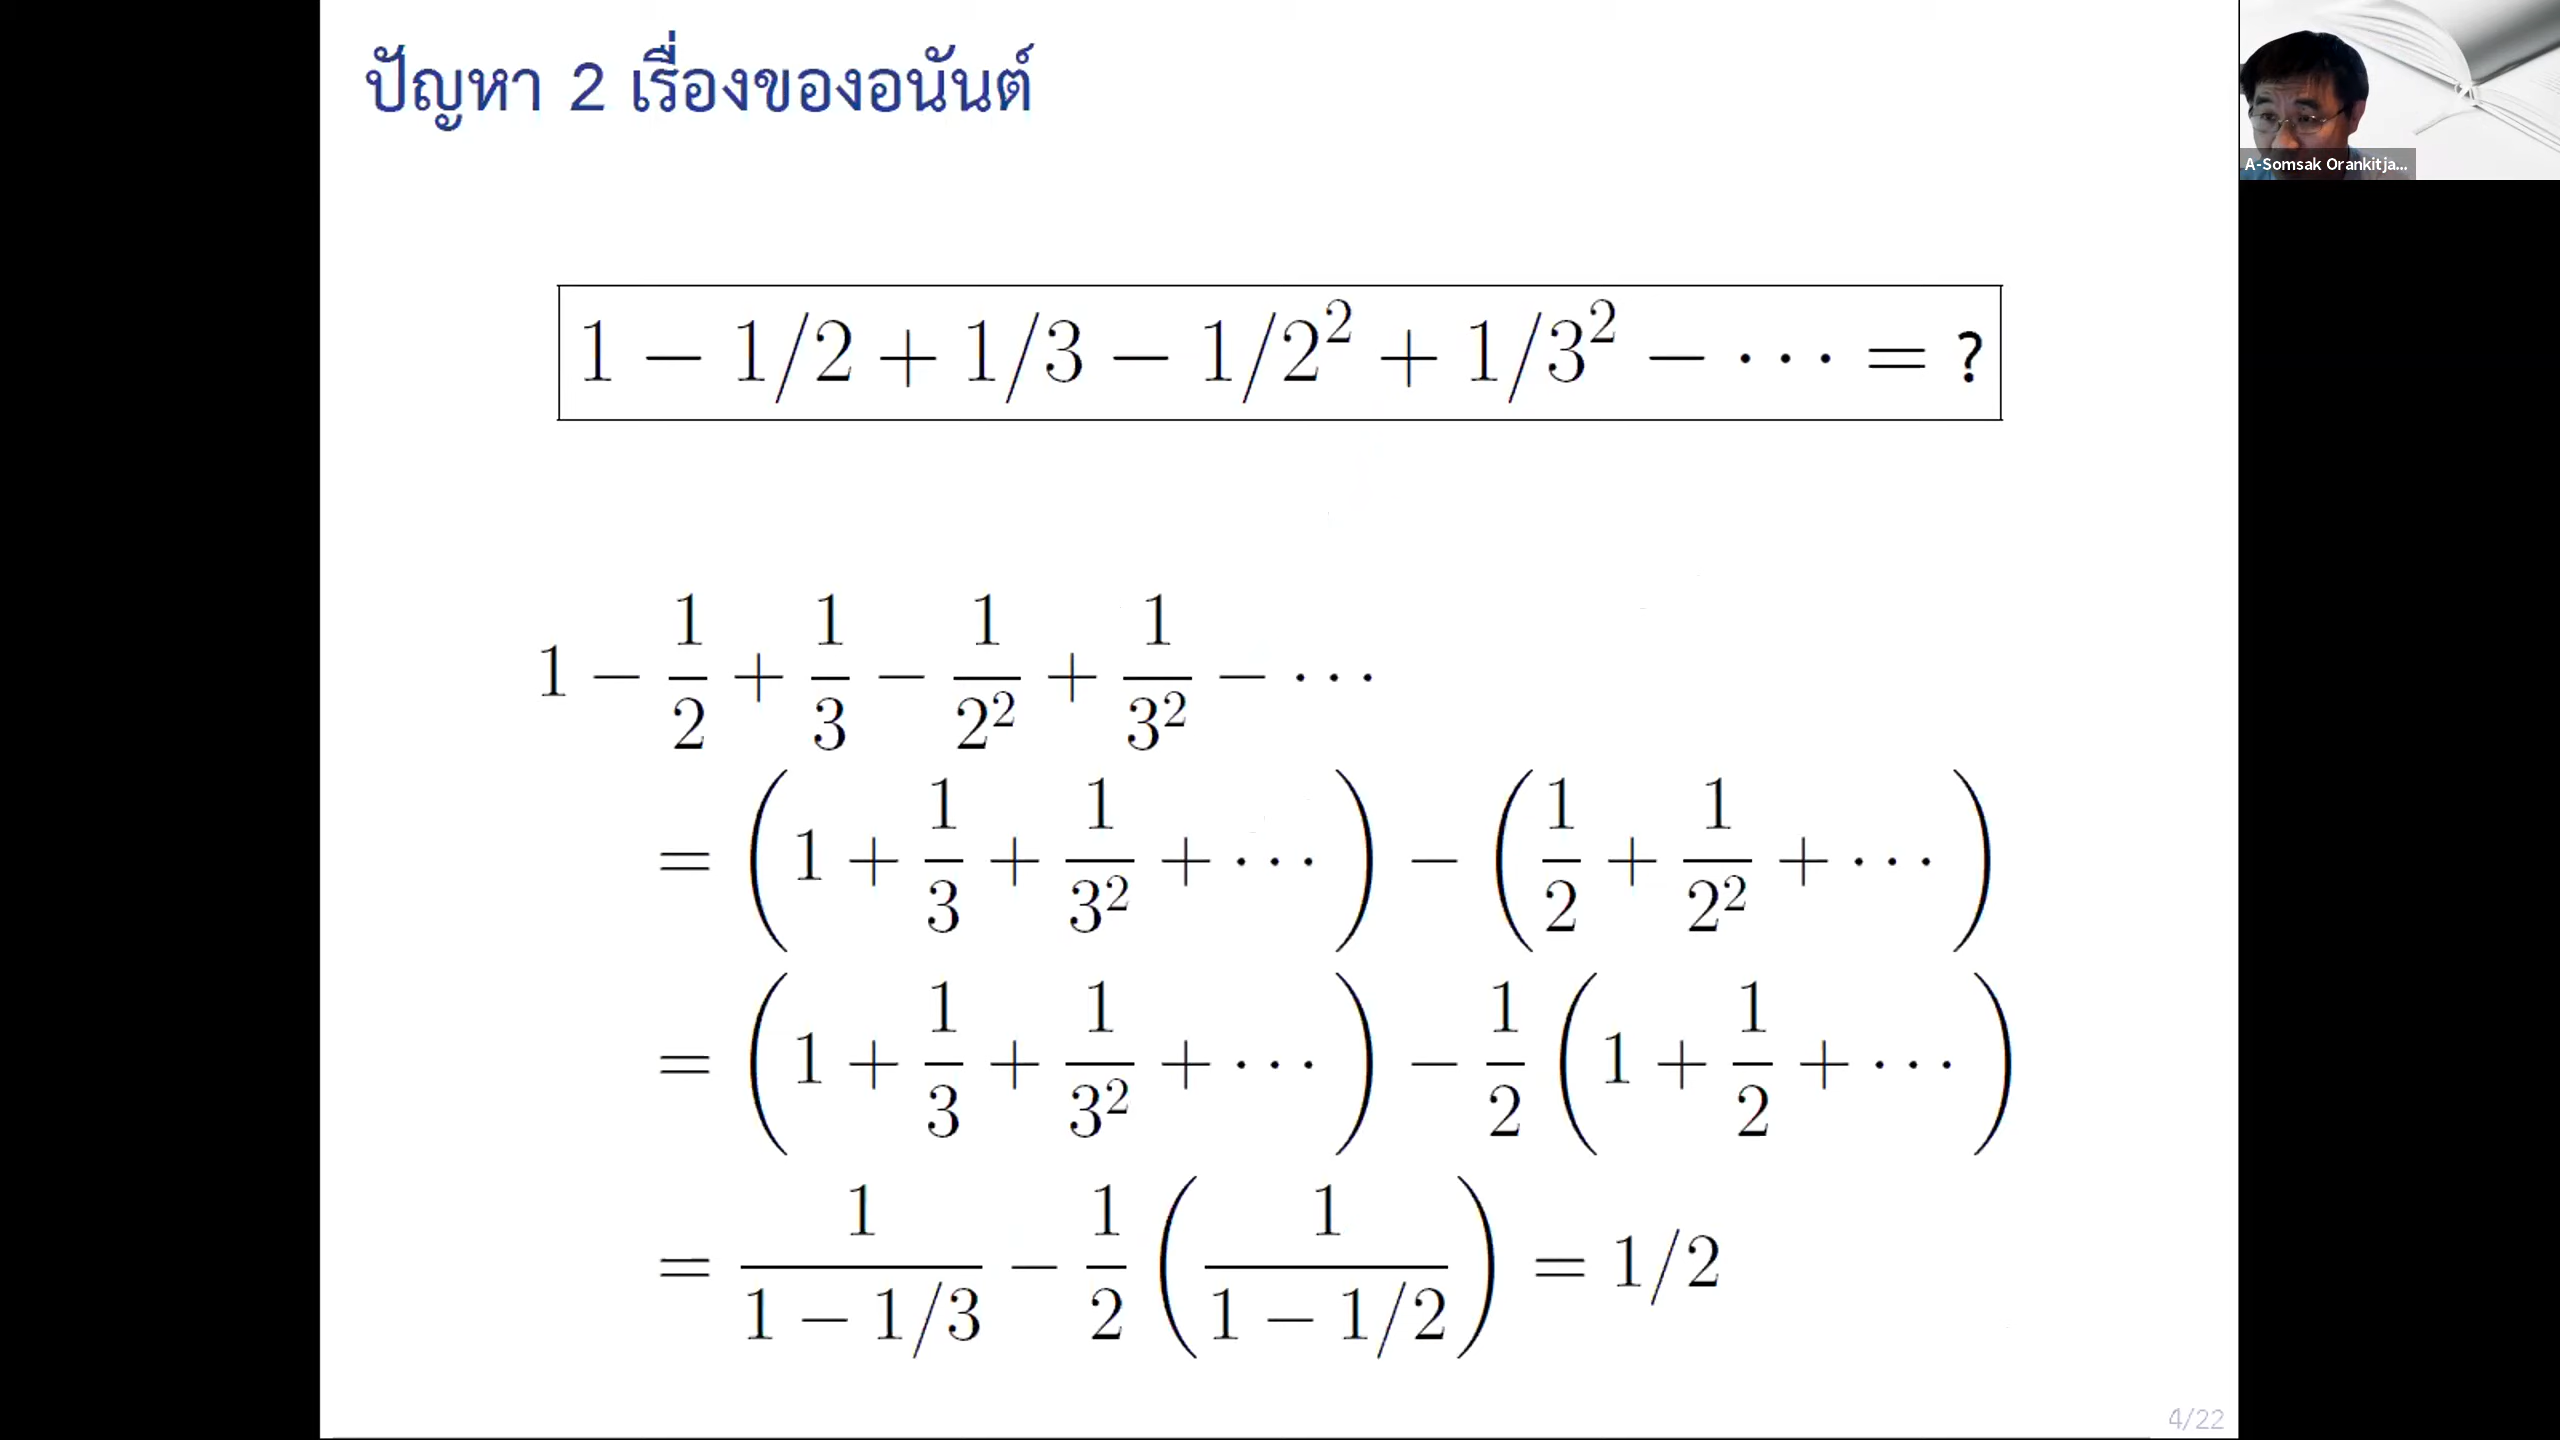 ปัญหา 2 เรื่องของอนันต์
A-Somsak Orankitja...
1 − 1/2 + 1/3 − 1/2² + 1/3² − ··· = ?
1 − 1/2 + 1/3 − 1/2² + 1/3² − ···
= (1 + 1/3 + 1/3² + ···) − (1/2 + 1/2² + ···)
= (1 + 1/3 + 1/3² + ···) − 1/2 (1 + 1/2 + ···)
= 1/(1 − 1/3) − 1/2 (1/(1 − 1/2)) = 1/2
4/22